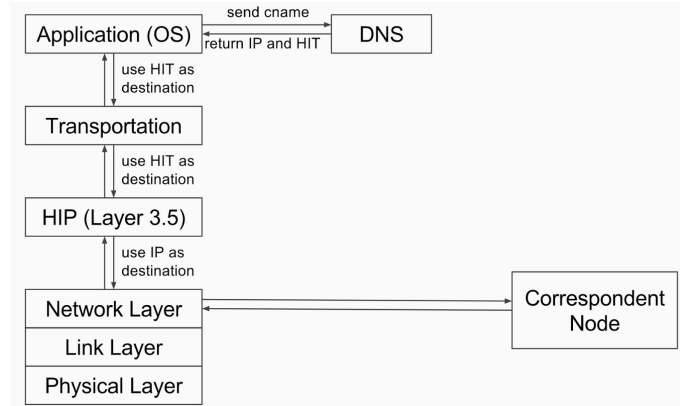 send cname
Application (OS)
DNS
return IP and HIT
use HIT as
destination
Transportation
use HIT as
destination
HIP (Layer 3.5)
use IP as
destination
Network Layer
Correspondent
Node
Link Layer
Physical Layer